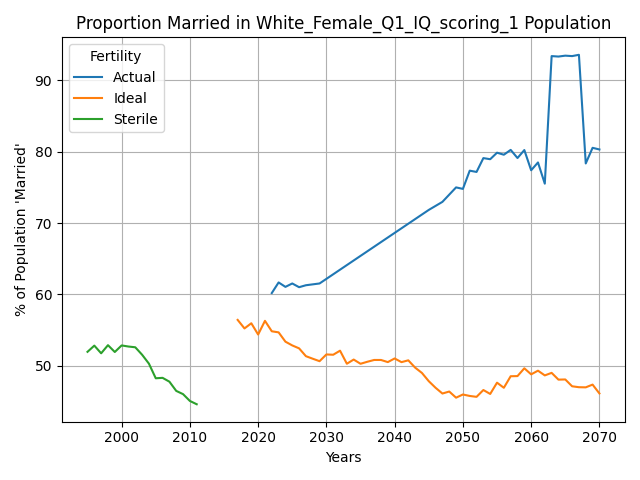 Proportion Married in White_Female_Q1_IQ_scoring_1 Population
Fertility
Actual
Ideal
Sterile
% of Population 'Married'
90
80
70
60
50
2000
2010
2020
2030
2040
2050
2060
2070
Years